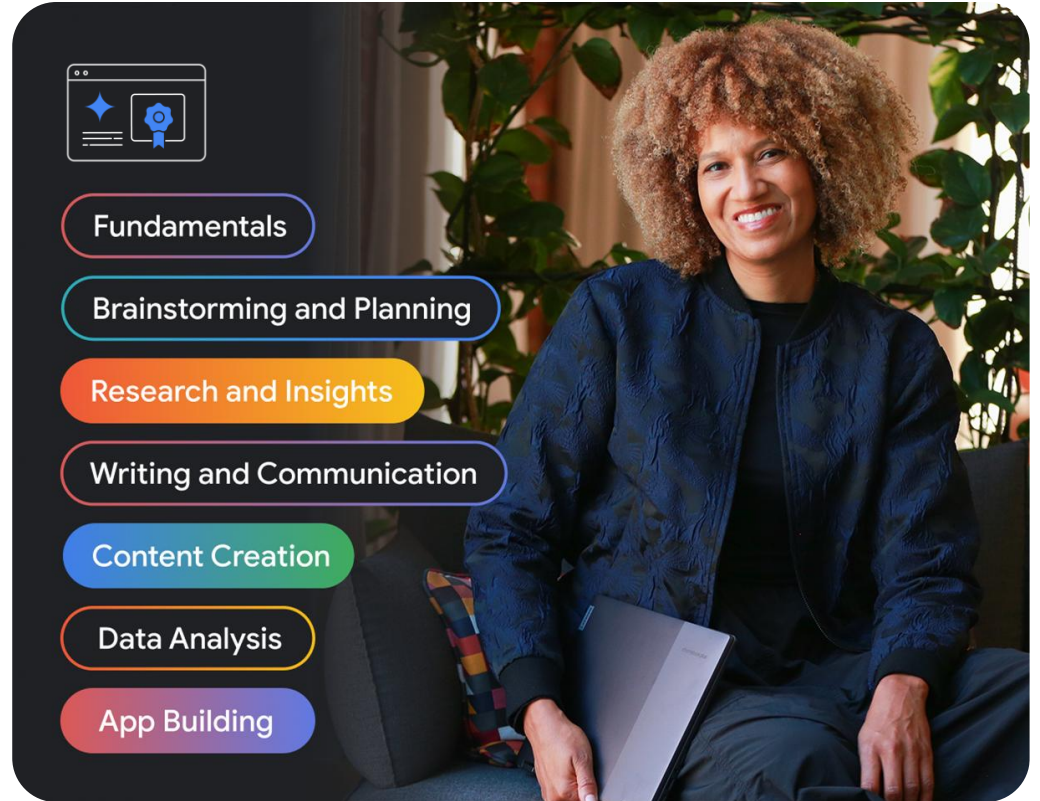 Fundamentals
Brainstorming and Planning
Research and Insights
Writing and Communication
Content Creation
Data Analysis
App Building